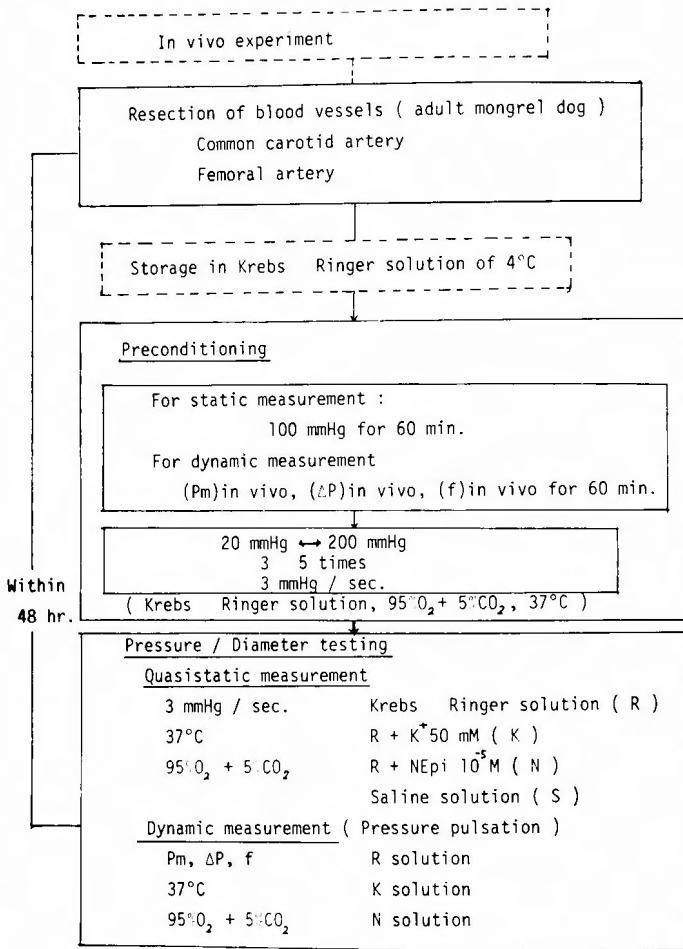 In vivo experiment
Resection of blood vessels ( adult mongrel dog )
Common carotid artery
Femoral artery
Storage in Krebs Ringer solution of 4°C
Preconditioning
For static measurement :
100 mmHg for 60 min.
For dynamic measurement
(Pm)in vivo, (ΔP)in vivo, (f)in vivo for 60 min.
20 mmHg ↔ 200 mmHg
3 5 times
3 mmHg / sec.
( Krebs Ringer solution, 95%O₂+ 5%CO₂, 37°C )
Within
48 hr.
Pressure / Diameter testing
Quasistatic measurement
3 mmHg / sec. Krebs Ringer solution ( R )
37°C R + K⁺50 mM ( K )
95%O₂ + 5%CO₂ R + NEpi 10⁻⁵M ( N )
Saline solution ( S )
Dynamic measurement ( Pressure pulsation )
Pm, ΔP, f R solution
37°C K solution
95%O₂ + 5%CO₂ N solution